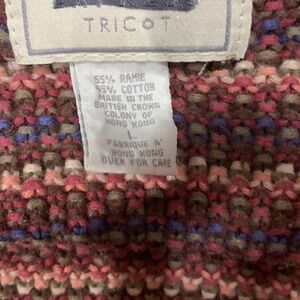 TRICOT
55% RAMIE
45% COTTON
MADE IN THE
BRITISH CROWN
COLONY OF
HONG KONG
L
FABRIQUE A'
HONG KONG
OVER FOR CARE